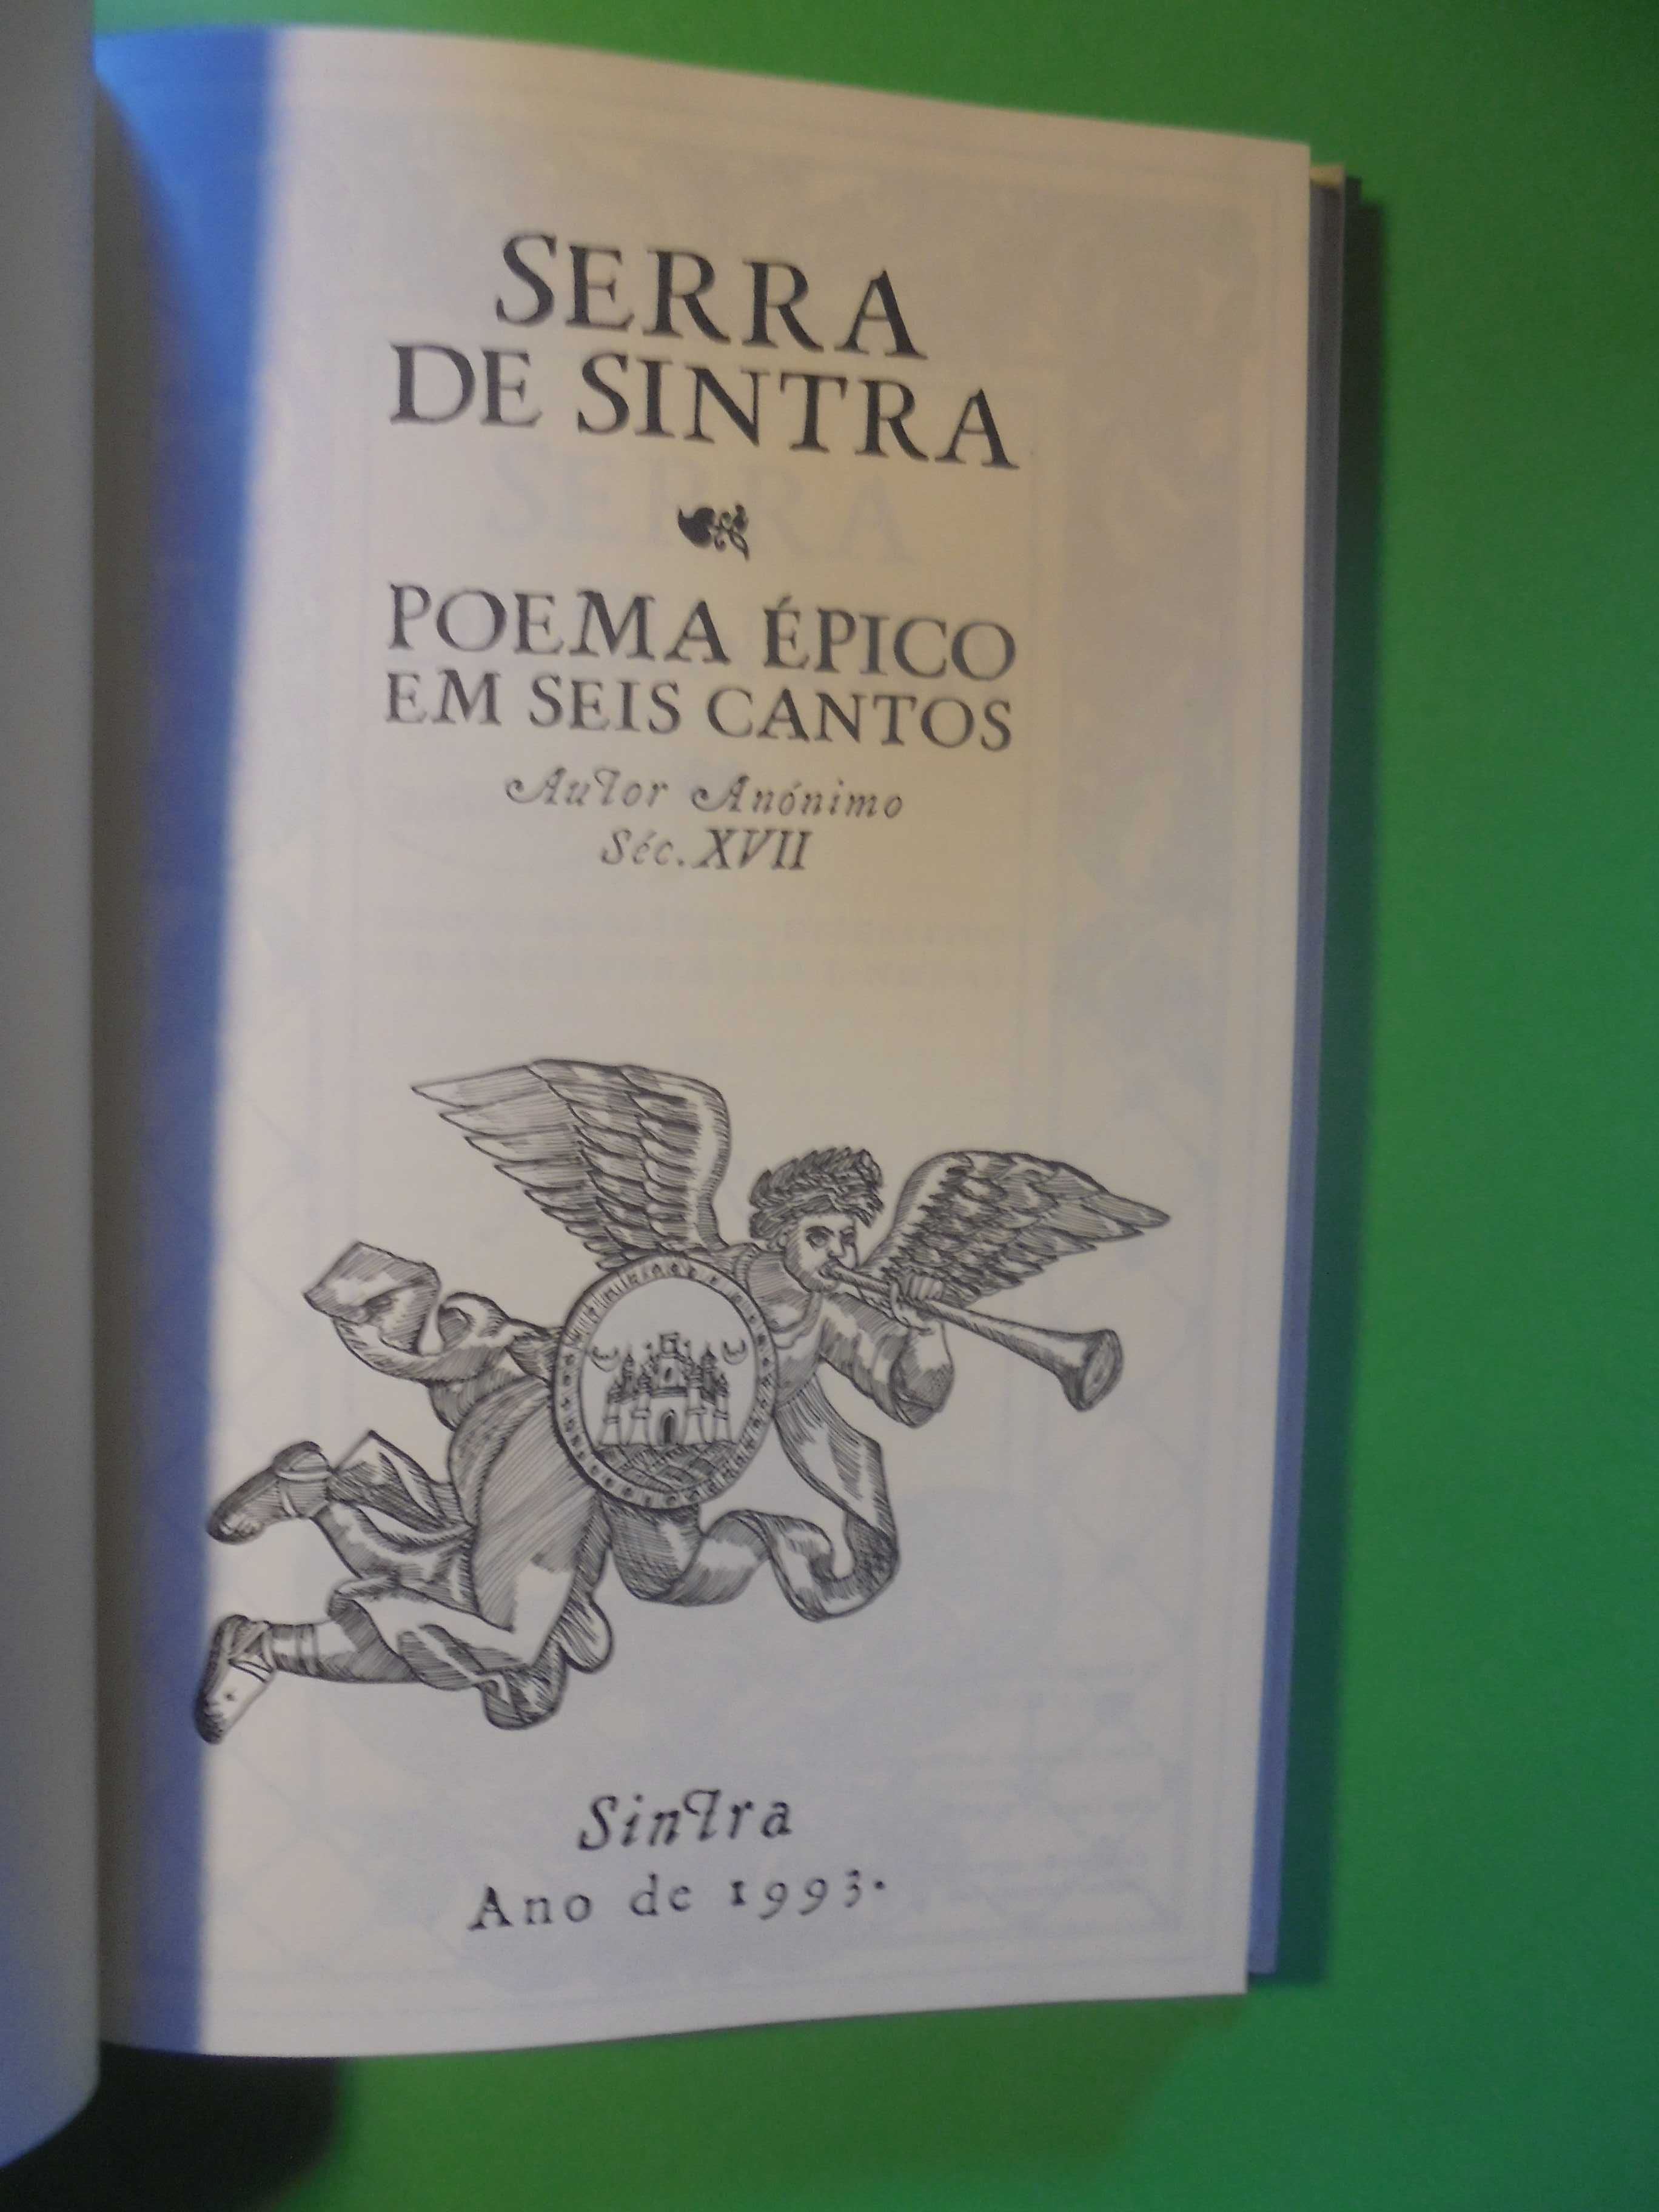 SERRA
DE SINTRA
POEMA ÉPICO
EM SEIS CANTOS
Autor Anónimo
Séc. XVII
Sintra
Ano de 1993.